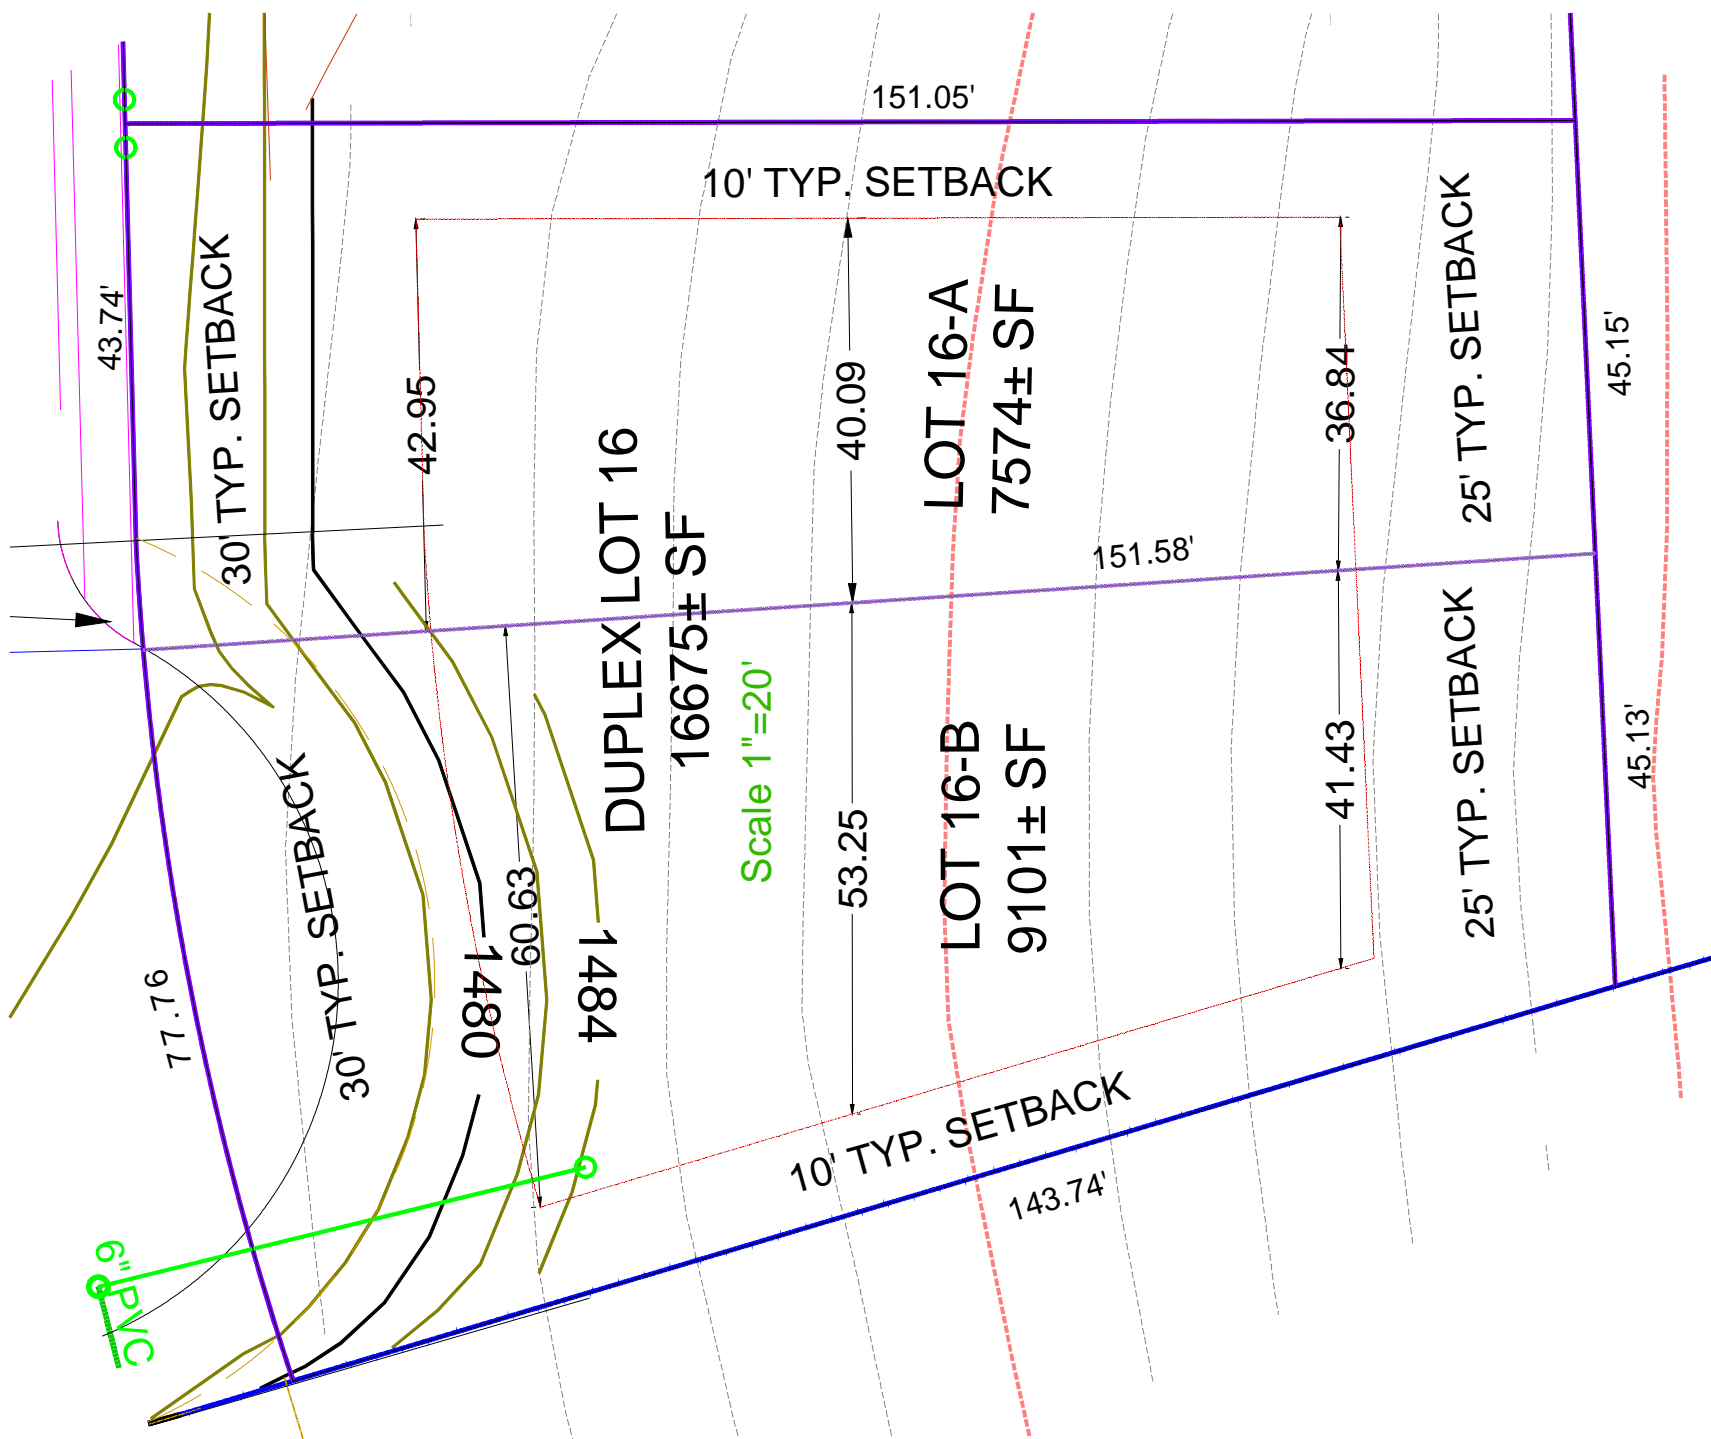 151.05'
10' TYP. SETBACK
43.74'
30' TYP. SETBACK
42.95
40.09
LOT 16-A
7574± SF
36.84
25' TYP. SETBACK
45.15'
DUPLEX LOT 16
16675± SF
Scale 1"=20'
151.58'
30' TYP. SETBACK
77.76
60.63
1480
1484
53.25
LOT 16-B
9101± SF
41.43
25' TYP. SETBACK
45.13'
10' TYP. SETBACK
143.74'
6" PVC